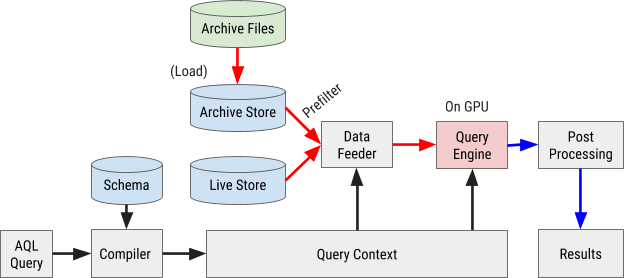 Archive Files
(Load)
Archive Store
Prefilter
On GPU
Data
Feeder
Query
Engine
Post
Processing
Schema
Live Store
AQL
Query
Compiler
Query Context
Results